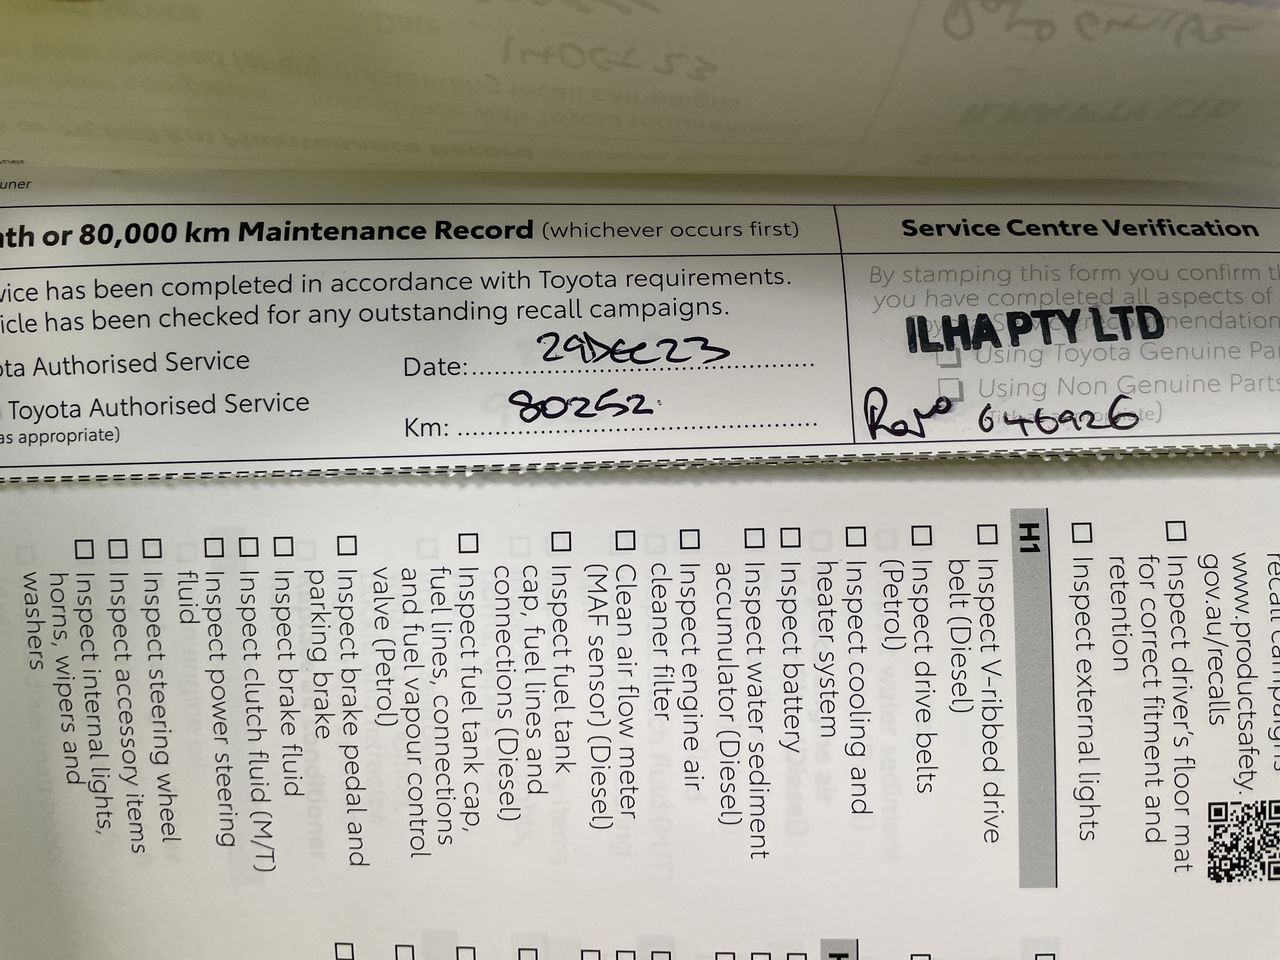 uner
th or 80,000 km Maintenance Record (whichever occurs first)
vice has been completed in accordance with Toyota requirements.
icle has been checked for any outstanding recall campaigns.
ota Authorised Service
Date: 29DEC23
Toyota Authorised Service
as appropriate)
Km: 80252
Service Centre Verification
By stamping this form you confirm th
you have completed all aspects of
ILHA PTY LTD
Using Toyota Genuine Par
Using Non Genuine Parts
Rego 646926
www.productsafety.
gov.au/recalls
Inspect driver's floor mat
for correct fitment and
retention
Inspect external lights
H1
Inspect V-ribbed drive
belt (Diesel)
Inspect drive belts
(Petrol)
Inspect cooling and
heater system
Inspect battery
Inspect water sediment
accumulator (Diesel)
Inspect engine air
cleaner filter
Clean air flow meter
(MAF sensor) (Diesel)
Inspect fuel tank
cap, fuel lines and
connections (Diesel)
Inspect fuel tank cap,
fuel lines, connections
and fuel vapour control
valve (Petrol)
Inspect brake pedal and
parking brake
Inspect brake fluid
Inspect clutch fluid (M/T)
Inspect power steering
fluid
Inspect steering wheel
Inspect accessory items
Inspect internal lights,
horns, wipers and
washers